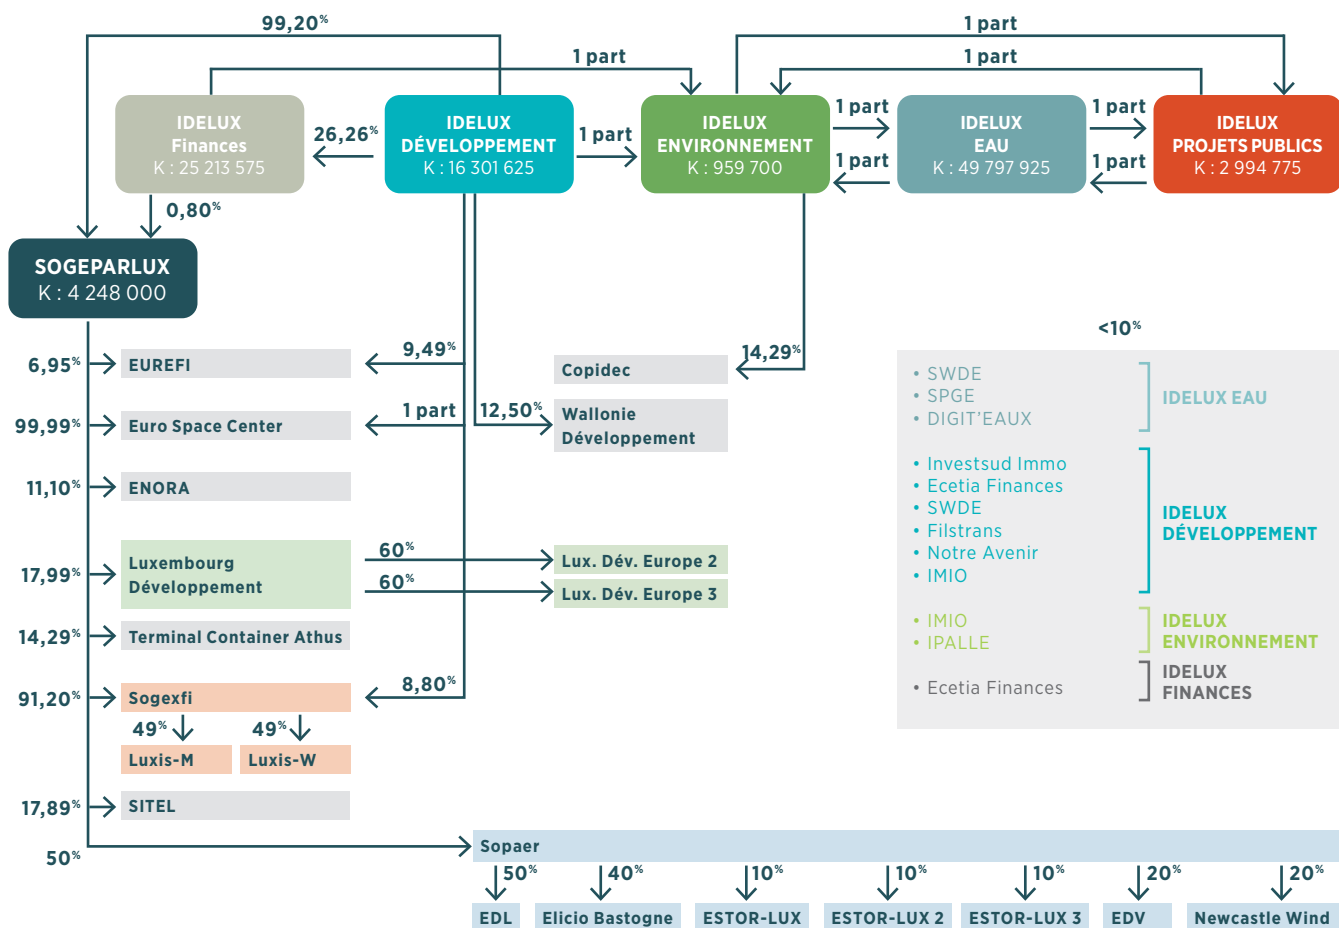 99,20%
1 part
1 part
1 part
IDELUX
Finances
K : 25 213 575
26,26%
IDELUX
DÉVELOPPEMENT
K : 16 301 625
1 part
IDELUX
ENVIRONNEMENT
K : 959 700
1 part
1 part
IDELUX
EAU
K : 49 797 925
1 part
1 part
IDELUX
PROJETS PUBLICS
K : 2 994 775
0,80%
SOGEPARLUX
K : 4 248 000
6,95%
EUREFI
9,49%
99,99%
Euro Space Center
1 part
12,50%
Copidec
14,29%
Wallonie
Développement
11,10%
ENORA
17,99%
Luxembourg
Développement
60%
Lux. Dév. Europe 2
60%
Lux. Dév. Europe 3
14,29%
Terminal Container Athus
91,20%
Sogexfi
8,80%
49%
49%
Luxis-M
Luxis-W
17,89%
SITEL
50%
<10%
• SWDE
• SPGE
• DIGIT'EAUX
IDELUX EAU
• Investsud Immo
• Ecetia Finances
• SWDE
• Filstrans
• Notre Avenir
• IMIO
IDELUX
DÉVELOPPEMENT
• IMIO
• IPALLE
IDELUX
ENVIRONNEMENT
• Ecetia Finances
IDELUX
FINANCES
Sopaer
50%
40%
10%
10%
10%
20%
20%
EDL
Elicio Bastogne
ESTOR-LUX
ESTOR-LUX 2
ESTOR-LUX 3
EDV
Newcastle Wind